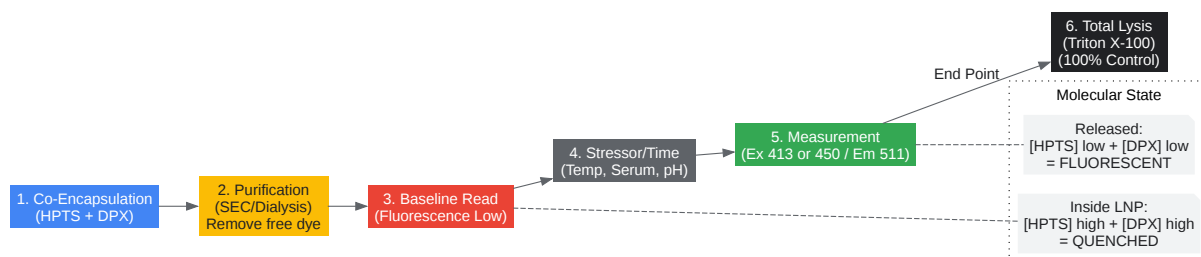 1. Co-Encapsulation
(HPTS + DPX)
2. Purification
(SEC/Dialysis)
Remove free dye
3. Baseline Read
(Fluorescence Low)
4. Stressor/Time
(Temp, Serum, pH)
5. Measurement
(Ex 413 or 450 / Em 511)
End Point
6. Total Lysis
(Triton X-100)
(100% Control)
Molecular State
Released:
[HPTS] low + [DPX] low
= FLUORESCENT
Inside LNP:
[HPTS] high + [DPX] high
= QUENCHED